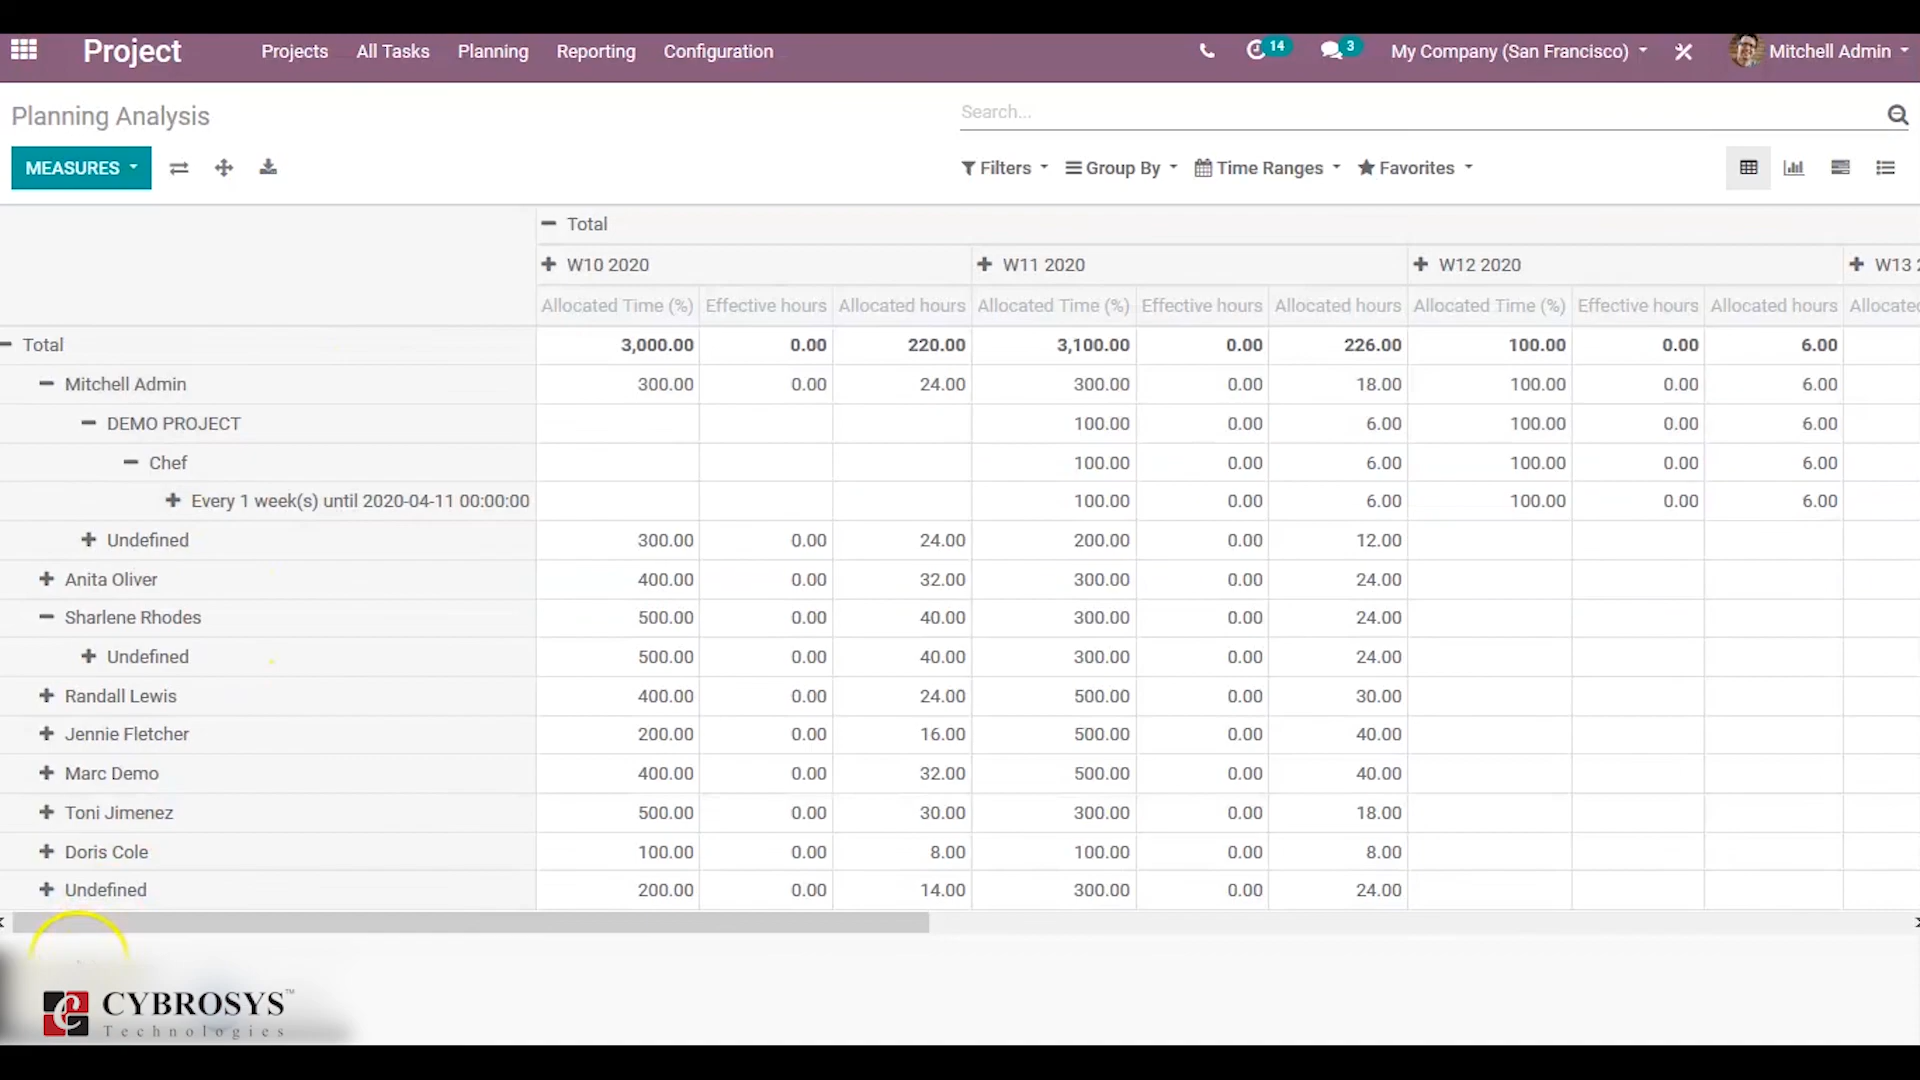 Project Projects All Tasks Planning Reporting Configuration 14 3 My Company (San Francisco) Mitchell Admin
Planning Analysis Search...
MEASURES Filters Group By Time Ranges Favorites
Total
W10 2020 W11 2020 W12 2020 W13
Allocated Time (%) Effective hours Allocated hours Allocated Time (%) Effective hours Allocated hours Allocated Time (%) Effective hours Allocated hours
Total 3,000.00 0.00 220.00 3,100.00 0.00 226.00 100.00 0.00 6.00
Mitchell Admin 300.00 0.00 24.00 300.00 0.00 18.00 100.00 0.00 6.00
DEMO PROJECT 100.00 0.00 6.00 100.00 0.00 6.00
Chef 100.00 0.00 6.00 100.00 0.00 6.00
Every 1 week(s) until 2020-04-11 00:00:00 100.00 0.00 6.00 100.00 0.00 6.00
Undefined 300.00 0.00 24.00 200.00 0.00 12.00
Anita Oliver 400.00 0.00 32.00 300.00 0.00 24.00
Sharlene Rhodes 500.00 0.00 40.00 300.00 0.00 24.00
Undefined 500.00 0.00 40.00 300.00 0.00 24.00
Randall Lewis 400.00 0.00 24.00 500.00 0.00 30.00
Jennie Fletcher 200.00 0.00 16.00 500.00 0.00 40.00
Marc Demo 400.00 0.00 32.00 500.00 0.00 40.00
Toni Jimenez 500.00 0.00 30.00 300.00 0.00 18.00
Doris Cole 100.00 0.00 8.00 100.00 0.00 8.00
Undefined 200.00 0.00 14.00 300.00 0.00 24.00
CYBROSYS™
Technologies